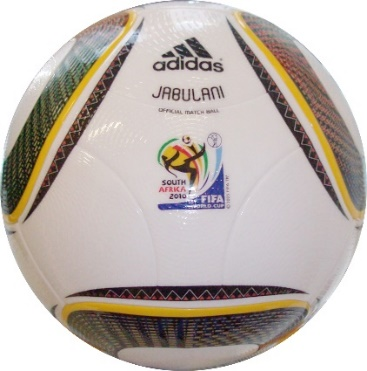 adidas
JABULANI
OFFICIAL MATCH BALL
SOUTH
AFRICA
2010
FIFA
WORLD CUP